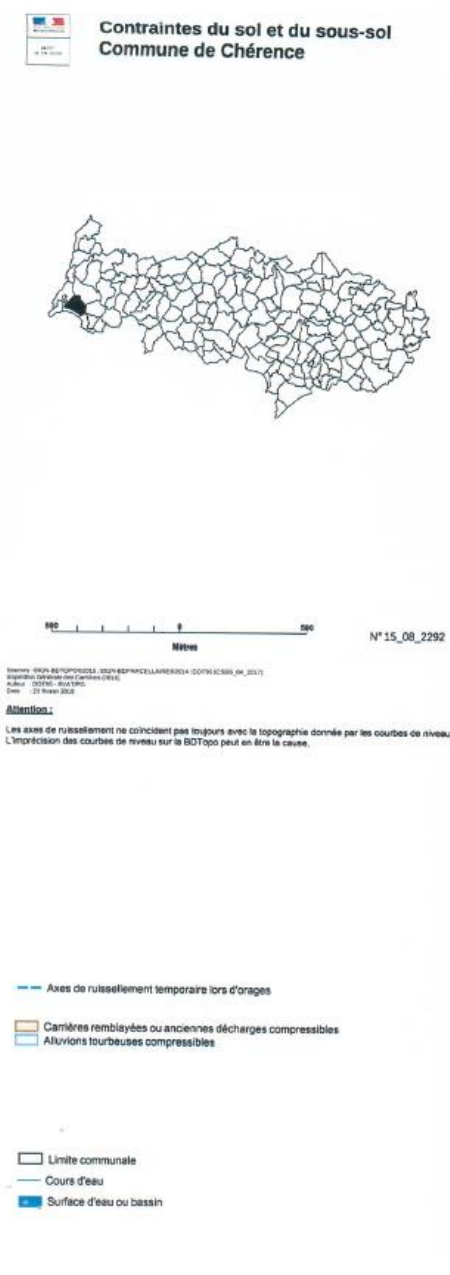 Contraintes du sol et du sous-sol
Commune de Chérence
500 0 500
Mètres
N° 15_08_2292
Attention :
Les axes de ruissellement ne coïncident pas toujours avec la topographie donnée par les courbes de niveau
L'imprécision des courbes de niveau sur la BDTopo peut en être la cause.
Axes de ruissellement temporaire lors d'orages
Carrières remblayées ou anciennes décharges compressibles
Alluvions tourbeuses compressibles
Limite communale
Cours d'eau
Surface d'eau ou bassin